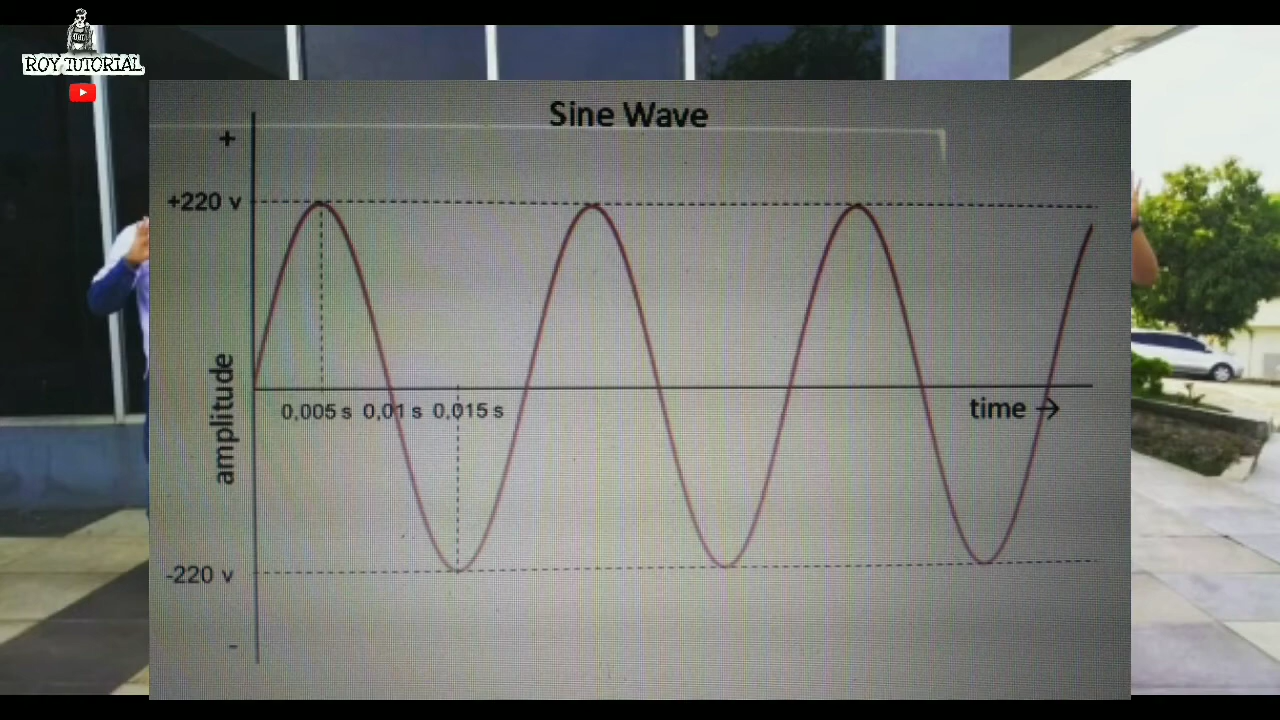 ROY TUTORIAL
Sine Wave
+
+220 v
amplitude
0,005 s 0,01 s 0,015 s
time →
-220 v
-